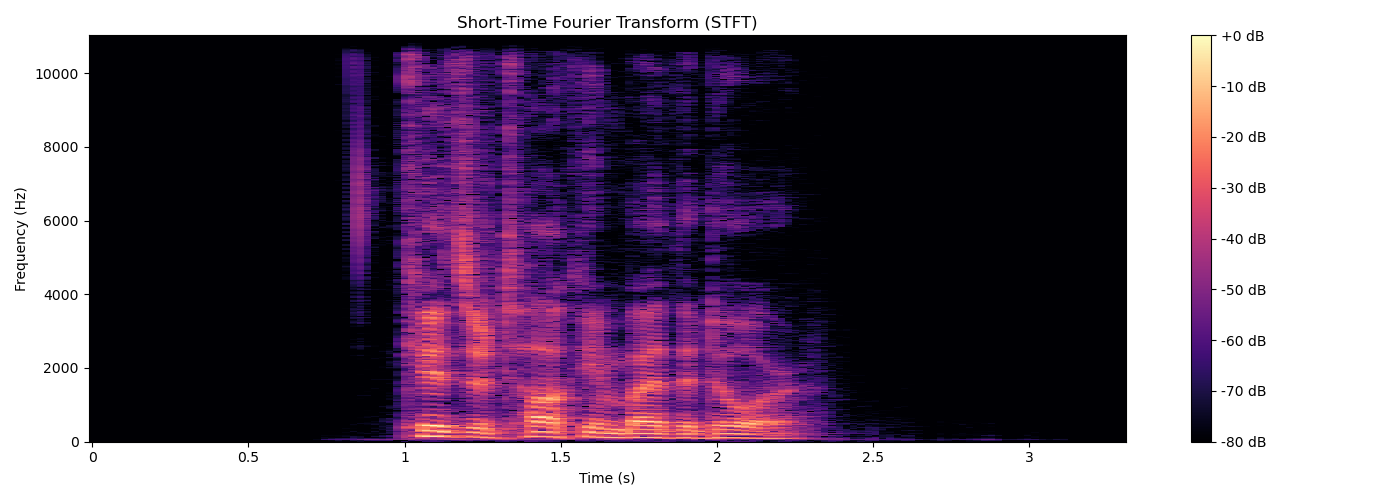 Short-Time Fourier Transform (STFT)
Frequency (Hz)
10000
8000
6000
4000
2000
0
0
0.5
1
1.5
2
2.5
3
Time (s)
+0 dB
-10 dB
-20 dB
-30 dB
-40 dB
-50 dB
-60 dB
-70 dB
-80 dB